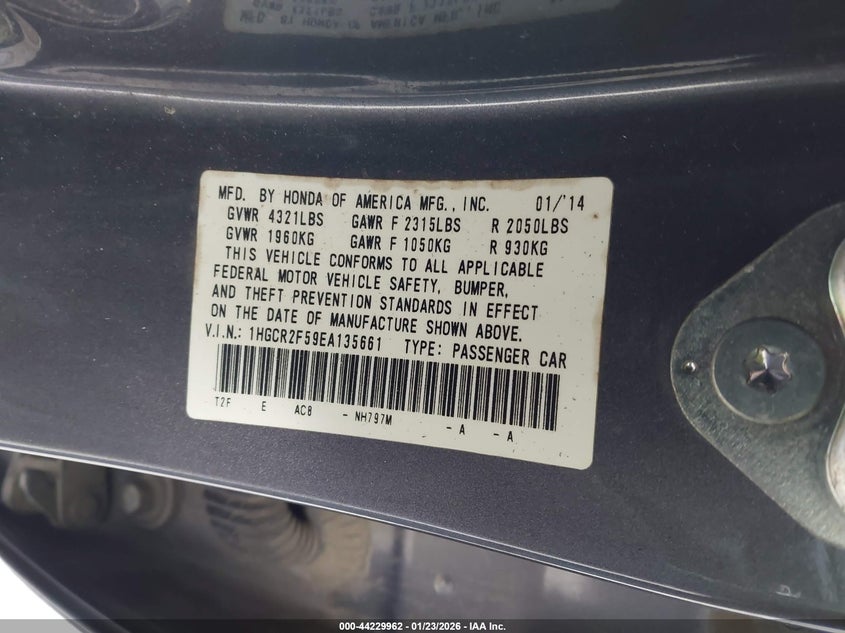 MFD. BY HONDA OF AMERICA MFG., INC. 01/'14
GVWR 4321LBS GAWR F 2315LBS R 2050LBS
GVWR 1960KG GAWR F 1050KG R 930KG
THIS VEHICLE CONFORMS TO ALL APPLICABLE
FEDERAL MOTOR VEHICLE SAFETY, BUMPER,
AND THEFT PREVENTION STANDARDS IN EFFECT
ON THE DATE OF MANUFACTURE SHOWN ABOVE.
V.I.N.: 1HGCR2F59EA135661 TYPE: PASSENGER CAR
T2F E AC8 - NH797M - A - A
000-44229962 - 01/23/2026 - IAA Inc.